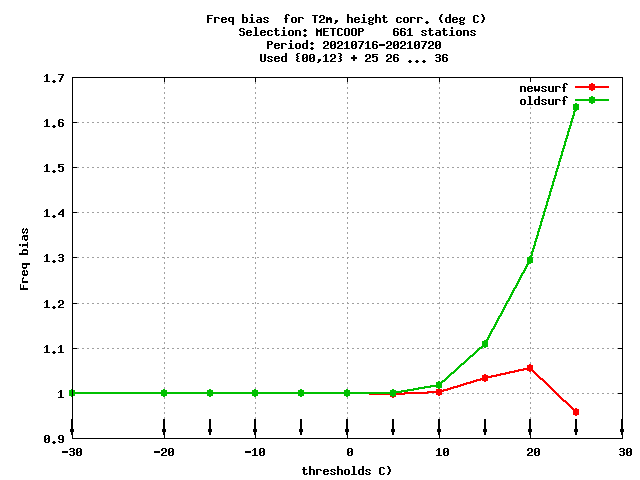 Freq bias  for T2m, height corr. (deg C)
Selection: METCOOP    661 stations
Period: 20210716-20210720
Used {00,12} + 25 26 ... 36
newsurf
oldsurf
1.7
1.6
1.5
1.4
1.3
1.2
1.1
1
0.9
Freq bias
-30 -20 -10 0 10 20 30
thresholds C)